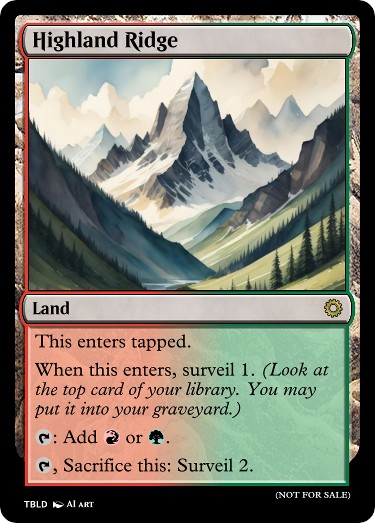 Highland Ridge
Land
This enters tapped.
When this enters, surveil 1. (Look at
the top card of your library. You may
put it into your graveyard.)
: Add or .
, Sacrifice this: Surveil 2.
(NOT FOR SALE)
TBLD AI ART